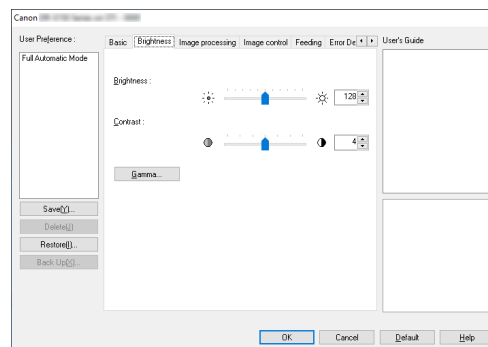 Canon
User Preference :
Full Automatic Mode
Save(Y)...
Delete(J)
Restore(I)...
Back Up(X)...
Basic
Brightness
Image processing
Image control
Feeding
Error De
Brightness :
128
Contrast :
4
Gamma...
User's Guide
OK
Cancel
Default
Help